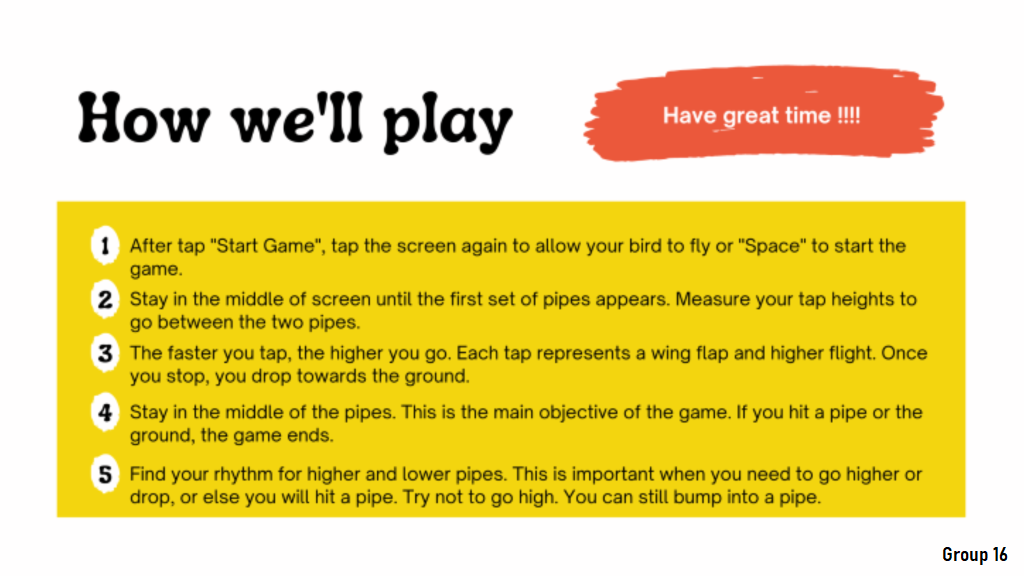 How we'll play
Have great time !!!!
1 After tap "Start Game", tap the screen again to allow your bird to fly or "Space" to start the
game.
2 Stay in the middle of screen until the first set of pipes appears. Measure your tap heights to
go between the two pipes.
3 The faster you tap, the higher you go. Each tap represents a wing flap and higher flight. Once
you stop, you drop towards the ground.
4 Stay in the middle of the pipes. This is the main objective of the game. If you hit a pipe or the
ground, the game ends.
5 Find your rhythm for higher and lower pipes. This is important when you need to go higher or
drop, or else you will hit a pipe. Try not to go high. You can still bump into a pipe.
Group 16